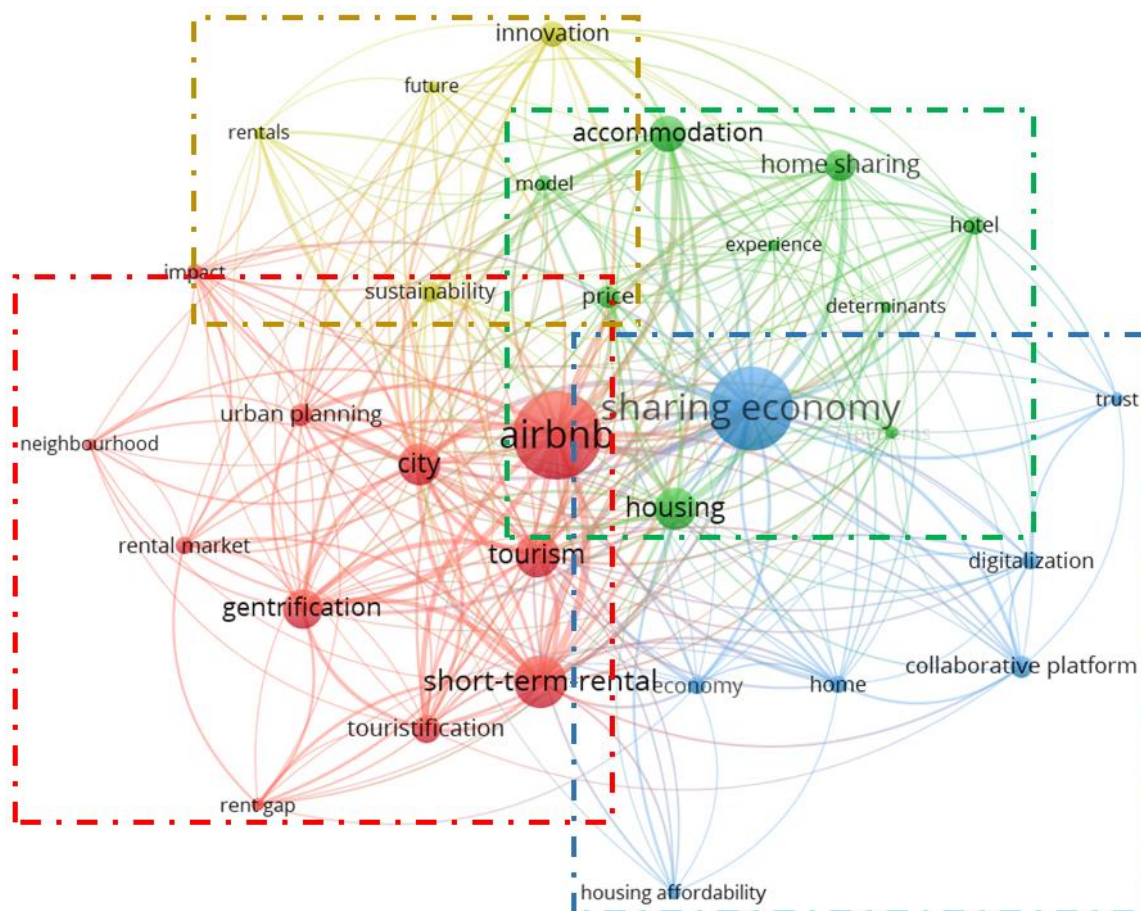 innovation
future
rentals
accommodation
home sharing
model
hotel
experience
impact
sustainability
price
determinants
sharing economy
trust
urban planning
airbnb
neighbourhood
city
housing
rental market
tourism
digitalization
gentrification
short-term-rental
economy
home
collaborative platform
touristification
rent gap
housing affordability